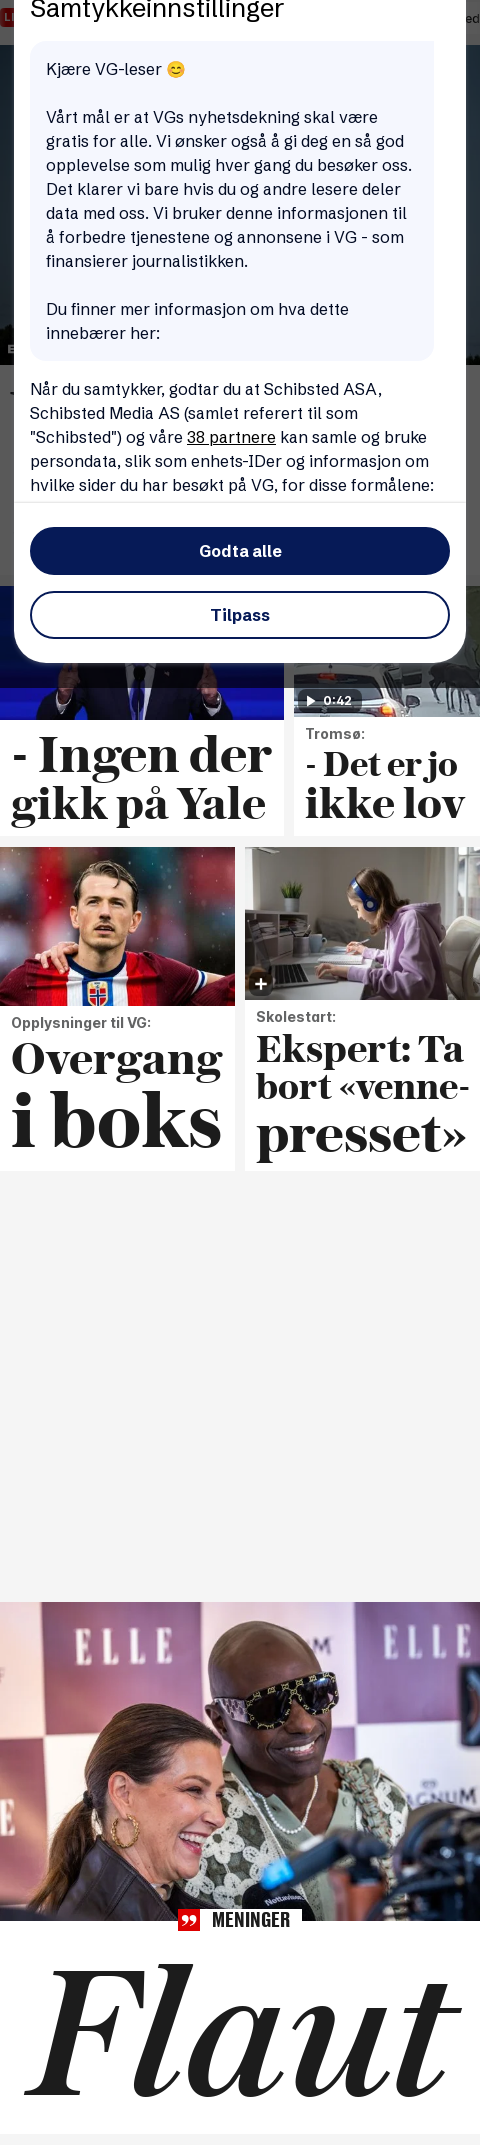 Samtykkeinnstillinger
Kjære VG-leser 😊
Vårt mål er at VGs nyhetsdekning skal være
gratis for alle. Vi ønsker også å gi deg en så god
opplevelse som mulig hver gang du besøker oss.
Det klarer vi bare hvis du og andre lesere deler
data med oss. Vi bruker denne informasjonen til
å forbedre tjenestene og annonsene i VG - som
finansierer journalistikken.
Du finner mer informasjon om hva dette
innebærer her:
Når du samtykker, godtar du at Schibsted ASA,
Schibsted Media AS (samlet referert til som
"Schibsted") og våre 38 partnere kan samle og bruke
persondata, slik som enhets-IDer og informasjon om
hvilke sider du har besøkt på VG, for disse formålene:
Godta alle
Tilpass
0:42
- Ingen der
gikk på Yale
Tromsø:
- Det er jo
ikke lov
Opplysninger til VG:
Overgang
i boks
Skolestart:
Ekspert: Ta
bort «venne-
presset»
ELLE
ELLE
MENINGER
Flaut